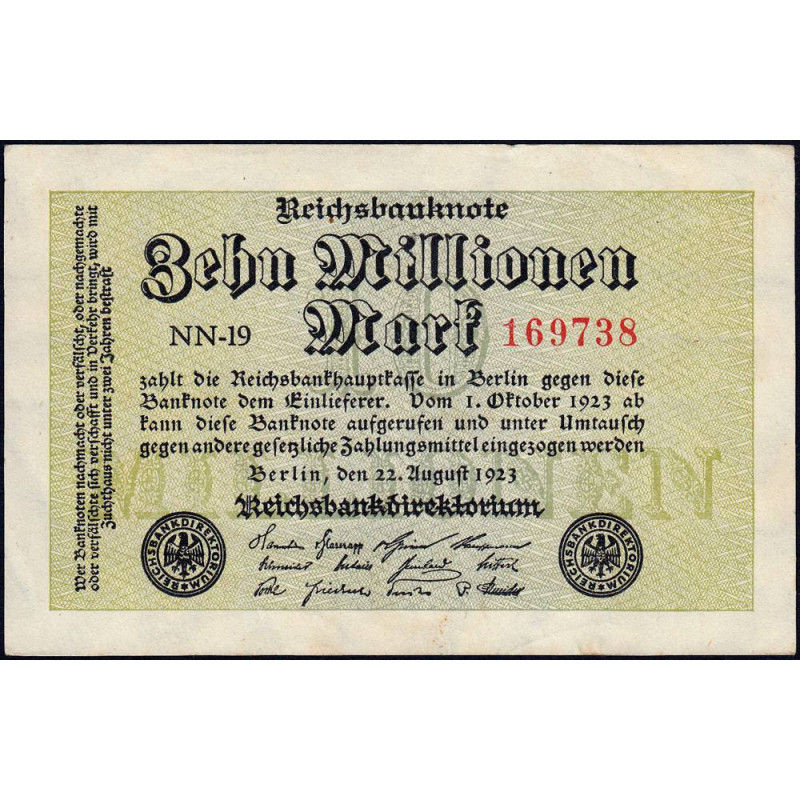 Reichsbanknote
Zehn Millionen
Mark
NN-19
169738
zahlt die Reichsbankhauptkasse in Berlin gegen diese
Banknote dem Einlieferer. Vom 1. Oktober 1923 ab
kann diese Banknote aufgerufen und unter Umtausch
gegen andere gesetzliche Zahlungsmittel eingezogen werden
Berlin, den 22. August 1923
Reichsbankdirektorium
REICHSBANKDIREKTORIUM
REICHSBANKDIREKTORIUM
Wer Banknoten nachmacht oder verfälscht, oder nachgemachte
oder verfälschte sich verschafft und in Verkehr bringt, wird mit
Zuchthaus nicht unter zwei Jahren bestraft